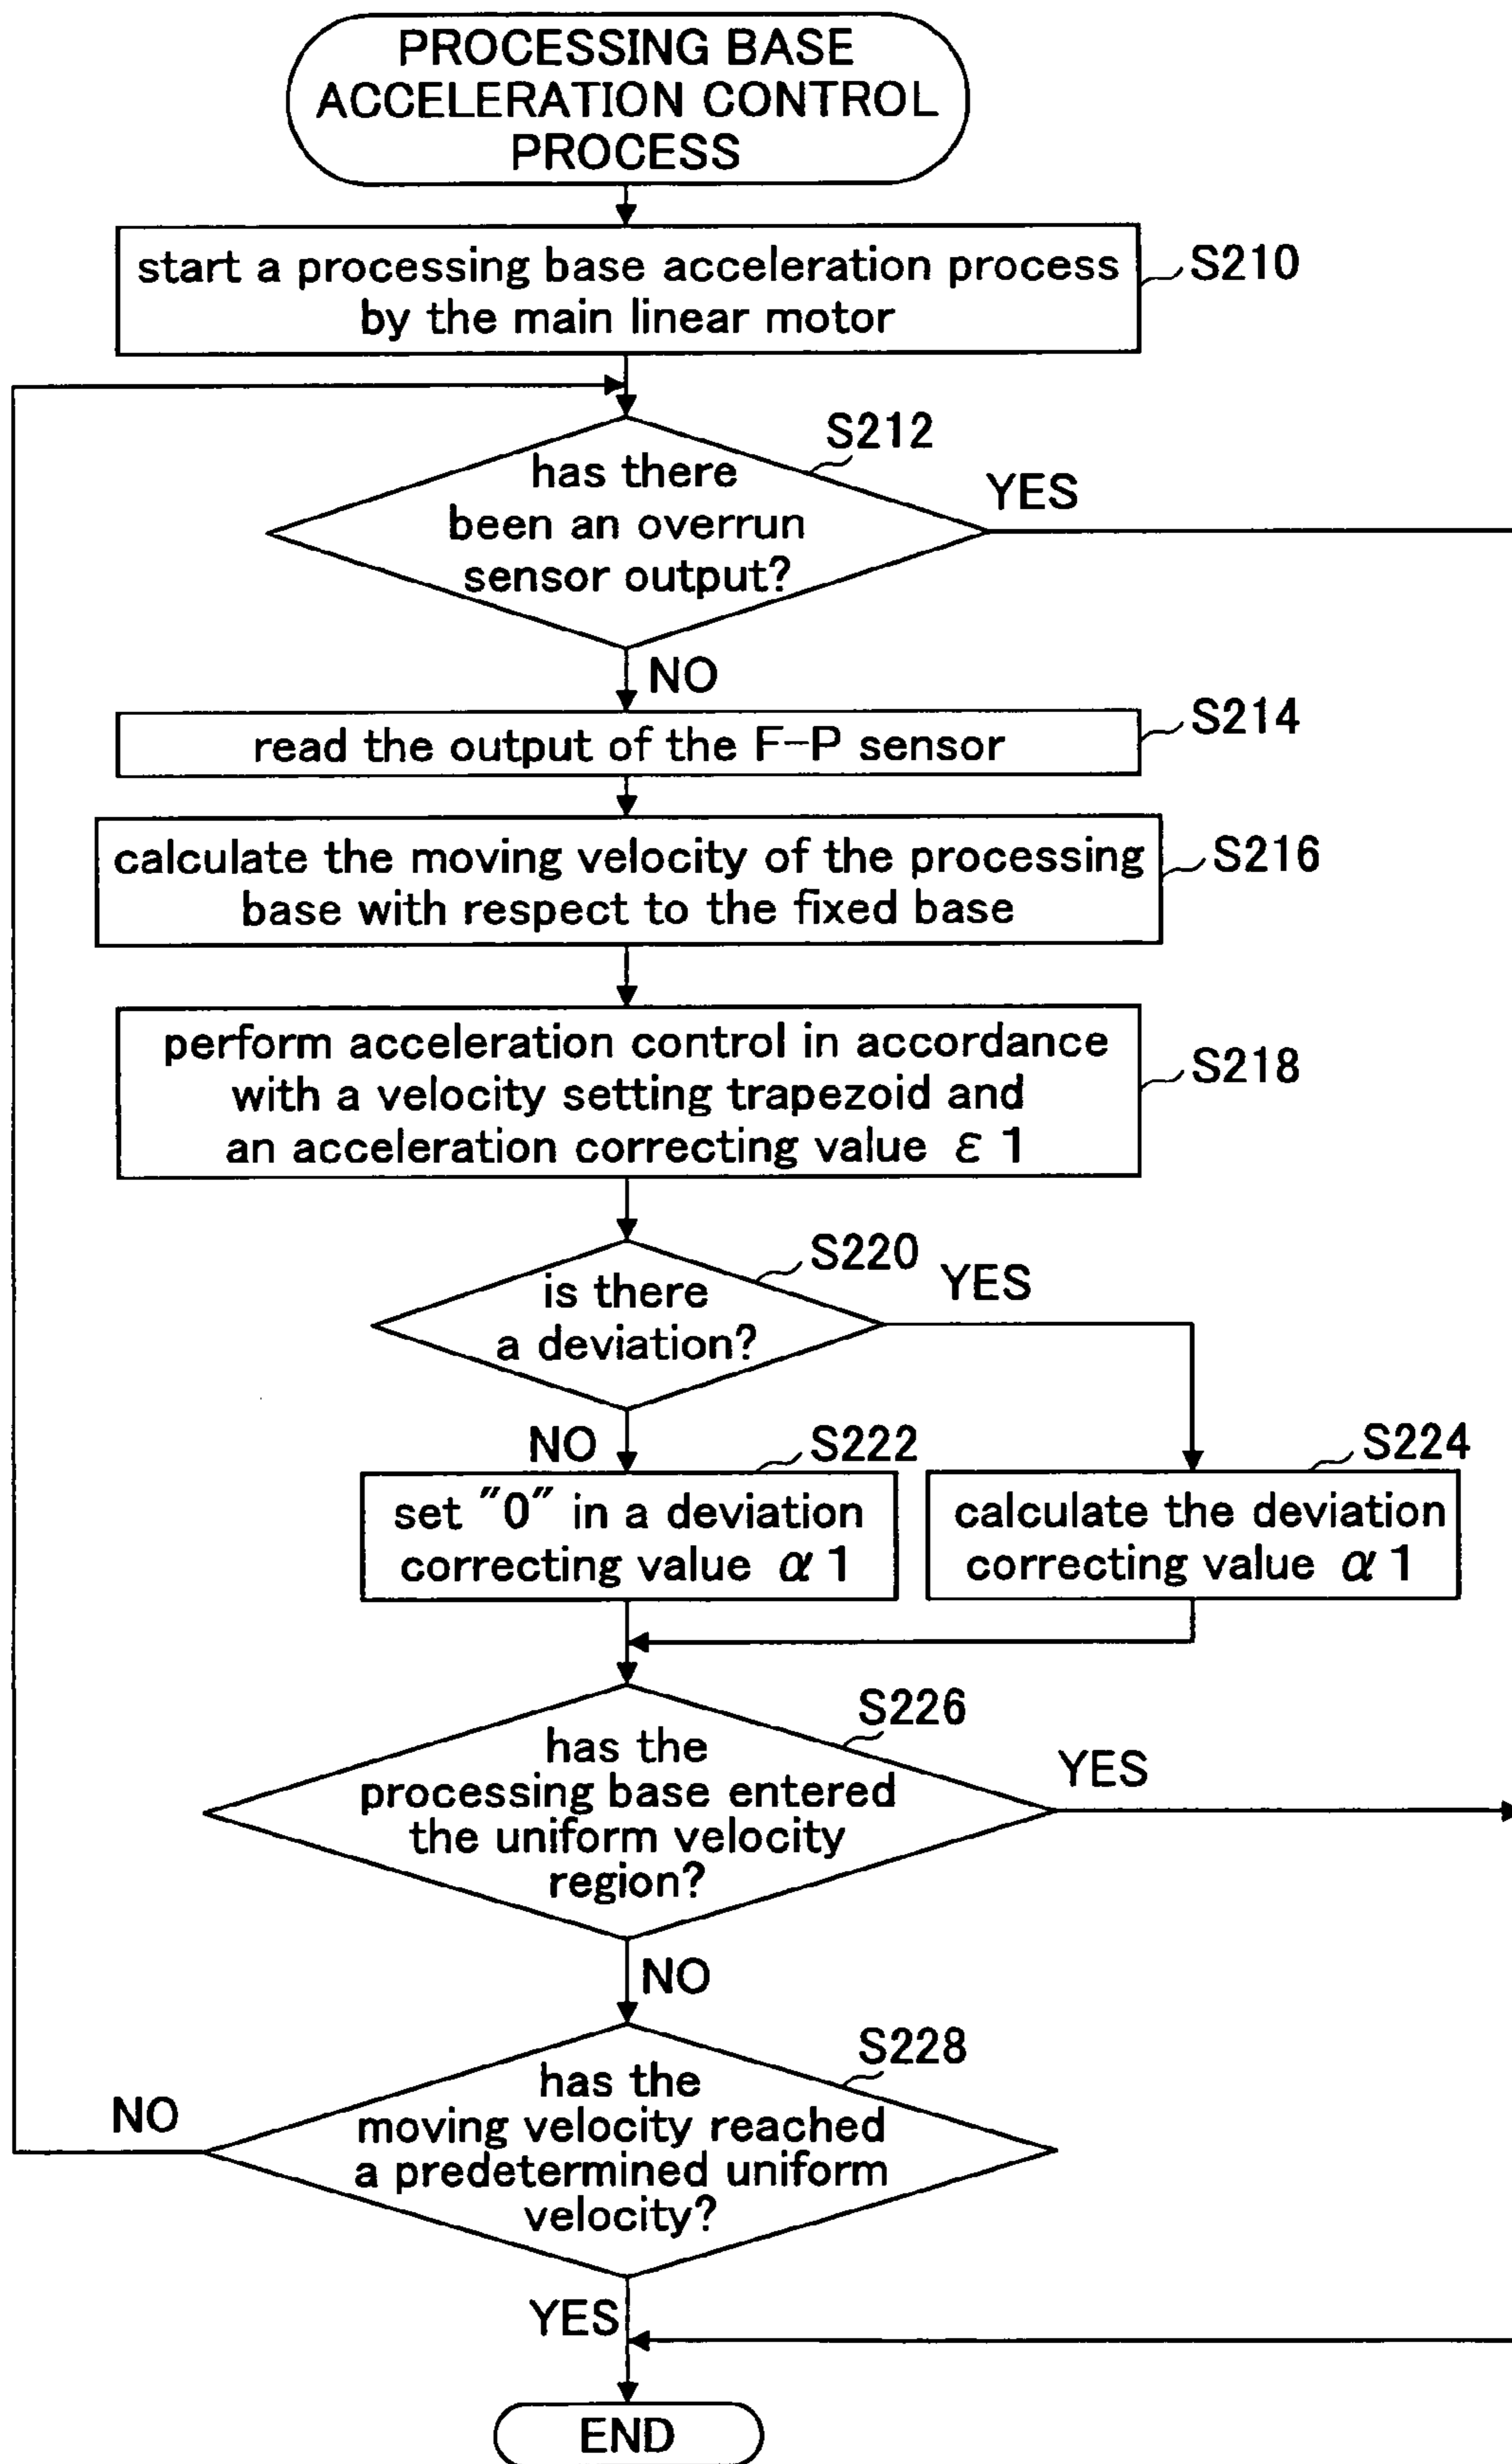 PROCESSING BASE
ACCELERATION CONTROL
PROCESS
start a processing base acceleration process
by the main linear motor
S210
S212
has there
been an overrun
sensor output?
YES
NO
read the output of the F-P sensor
S214
calculate the moving velocity of the processing
base with respect to the fixed base
S216
perform acceleration control in accordance
with a velocity setting trapezoid and
an acceleration correcting value ε 1
S218
S220
is there
a deviation?
YES
NO
S222
set "0" in a deviation
correcting value α 1
S224
calculate the deviation
correcting value α 1
S226
has the
processing base entered
the uniform velocity
region?
YES
NO
S228
has the
moving velocity reached
a predetermined uniform
velocity?
NO
YES
END